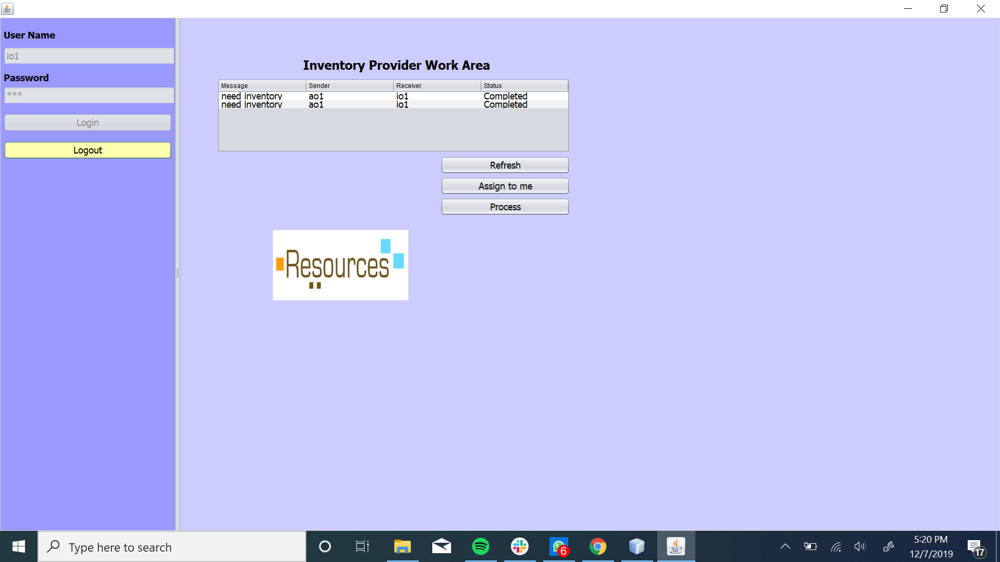 User Name
io1
Password
***
Login
Logout
Inventory Provider Work Area
Message Sender Receiver Status
need inventory ao1 io1 Completed
need inventory ao1 io1 Completed
Refresh
Assign to me
Process
Resources
Type here to search
6
5:20 PM
12/7/2019
17